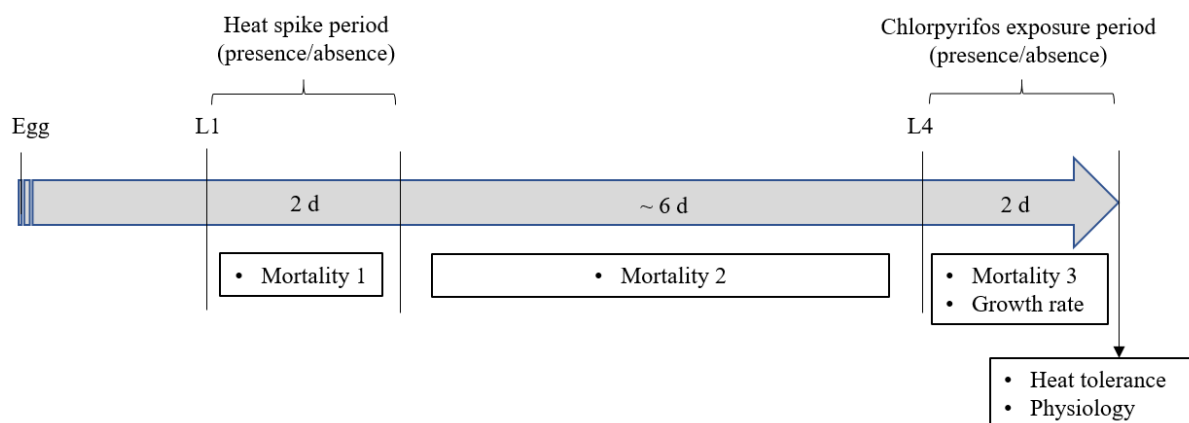 Heat spike period
(presence/absence)
Chlorpyrifos exposure period
(presence/absence)
Egg
L1
L4
2 d
~ 6 d
2 d
• Mortality 1
• Mortality 2
• Mortality 3
• Growth rate
• Heat tolerance
• Physiology